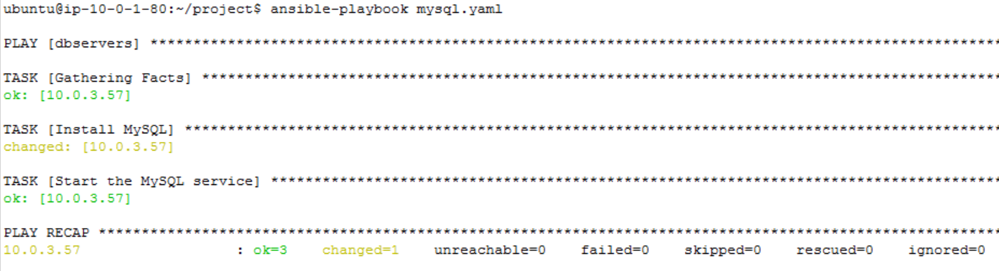 ubuntu@ip-10-0-1-80:~/project$ ansible-playbook mysql.yaml
PLAY [dbservers] ***************************************************************************************************
TASK [Gathering Facts] *********************************************************************************************
ok: [10.0.3.57]
TASK [Install MySQL] ***********************************************************************************************
changed: [10.0.3.57]
TASK [Start the MySQL service] *************************************************************************************
ok: [10.0.3.57]
PLAY RECAP *********************************************************************************************************
10.0.3.57                  : ok=3    changed=1    unreachable=0    failed=0    skipped=0    rescued=0    ignored=0